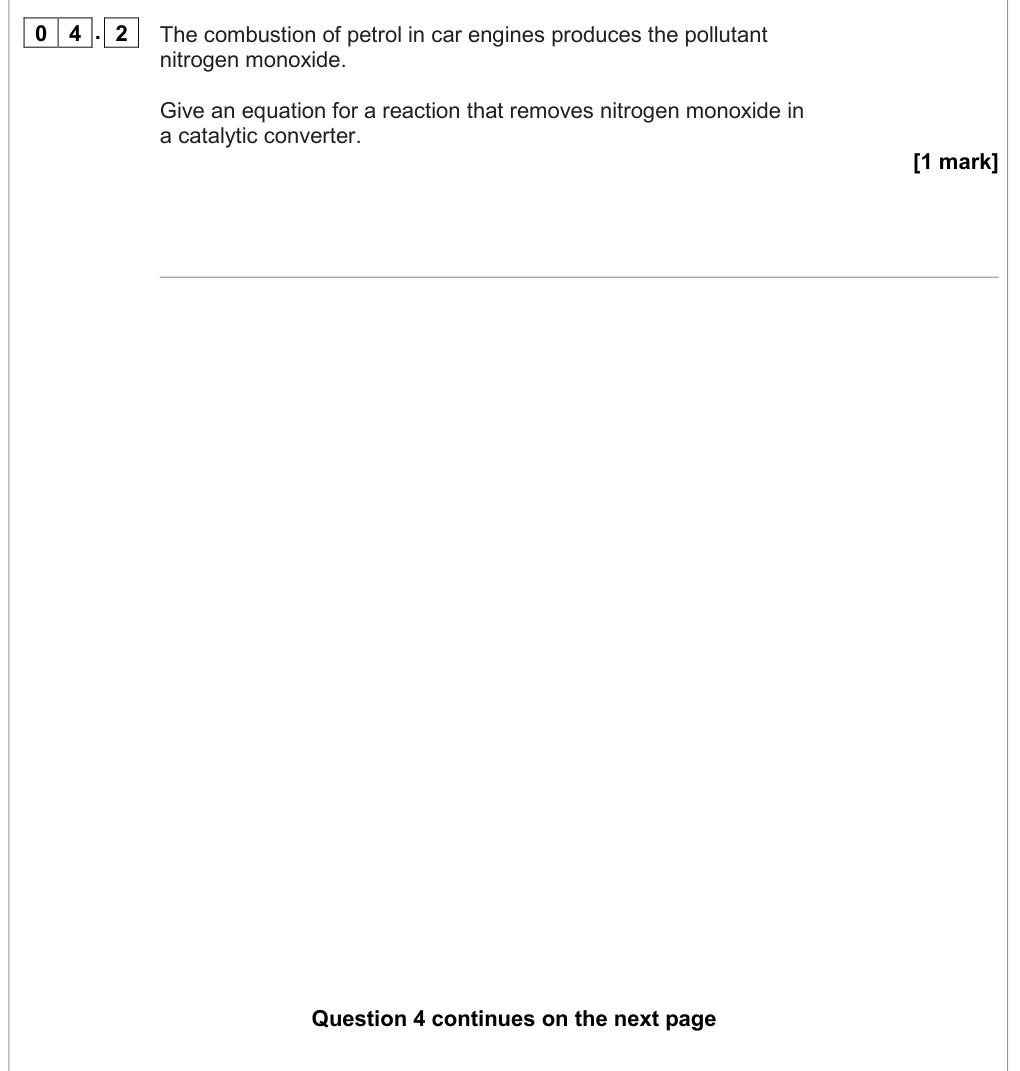 0 4 . 2 The combustion of petrol in car engines produces the pollutant
nitrogen monoxide.
Give an equation for a reaction that removes nitrogen monoxide in
a catalytic converter.
[1 mark]
Question 4 continues on the next page